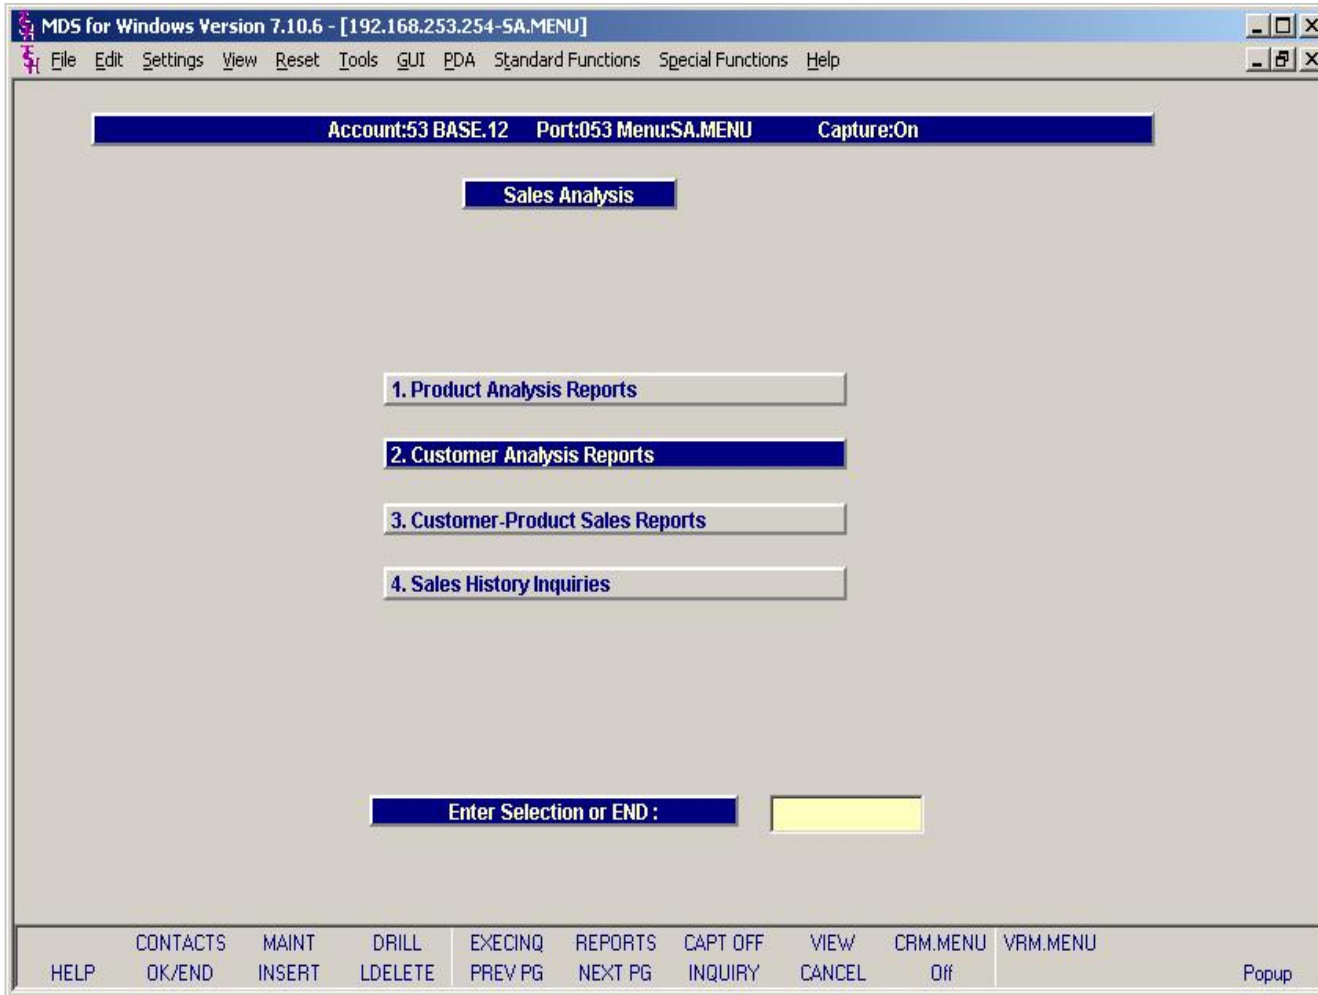 MDS for Windows Version 7.10.6 - [192.168.253.254-SA.MENU]
File Edit Settings View Reset Tools GUI PDA Standard Functions Special Functions Help
Account:53 BASE.12 Port:053 Menu:SA.MENU Capture:On
Sales Analysis
1. Product Analysis Reports
2. Customer Analysis Reports
3. Customer-Product Sales Reports
4. Sales History Inquiries
Enter Selection or END :
CONTACTS MAINT DRILL EXECINQ REPORTS CAPT OFF VIEW CRM.MENU VRM.MENU
HELP OK/END INSERT LDELETE PREV PG NEXT PG INQUIRY CANCEL Off Popup